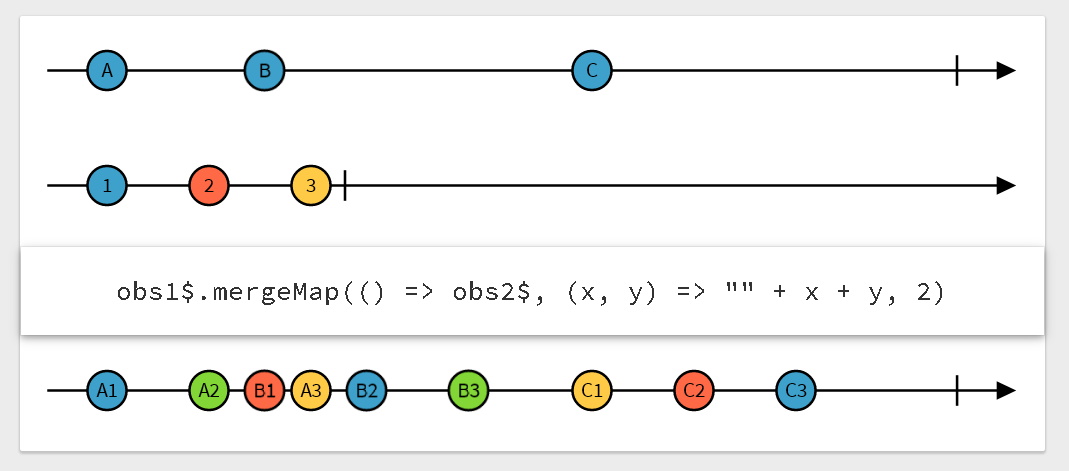 A B C
1 2 3
obs1$.mergeMap(() => obs2$, (x, y) => "" + x + y, 2)
A1 A2 B1 A3 B2 B3 C1 C2 C3